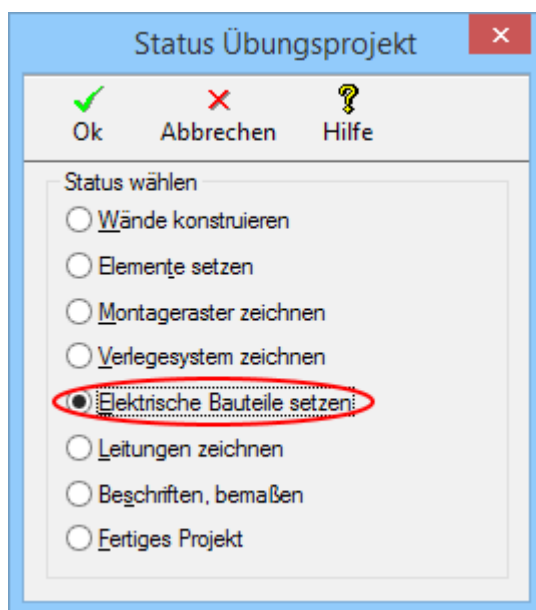 Status Übungsprojekt
Ok Abbrechen Hilfe
Status wählen
Wände konstruieren
Elemente setzen
Montageraster zeichnen
Verlegesystem zeichnen
Elektrische Bauteile setzen
Leitungen zeichnen
Beschriften, bemaßen
Fertiges Projekt